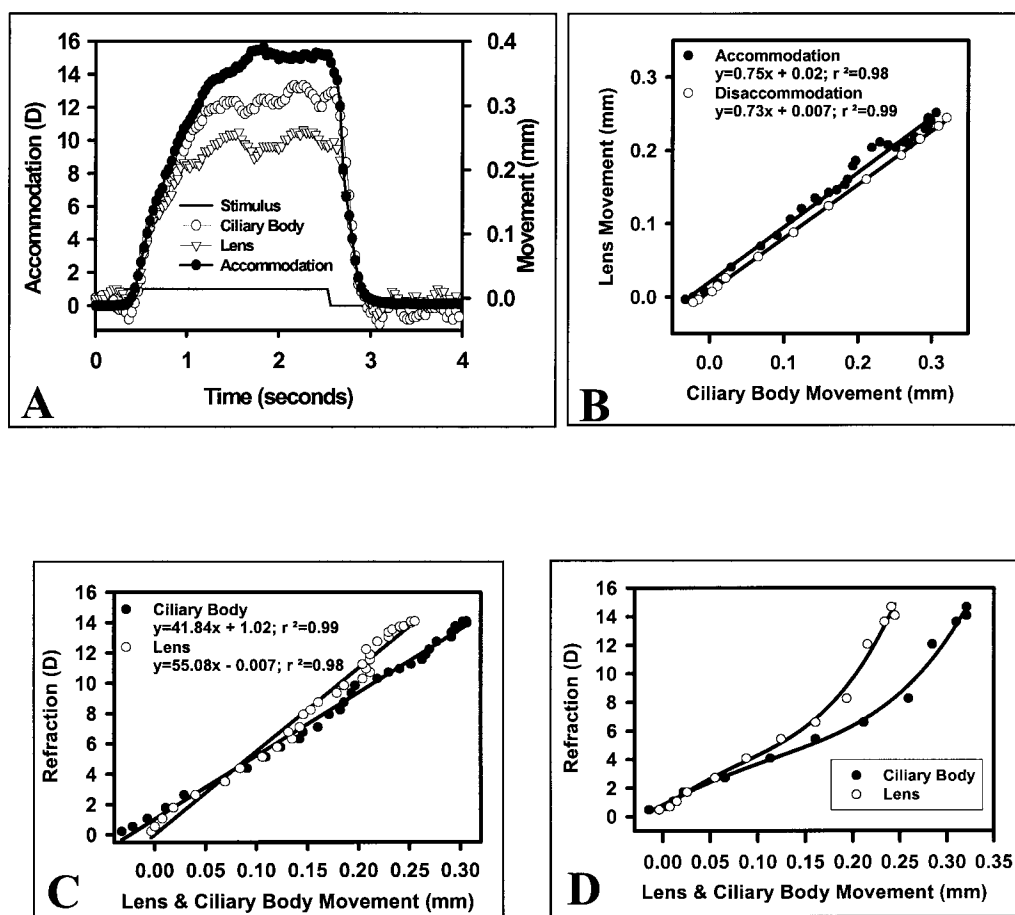 16
14
12
10
8
6
4
2
0
Accommodation (D)
0.4
0.3
0.2
0.1
0.0
Movement (mm)
Stimulus
Ciliary Body
Lens
Accommodation
0 1 2 3 4
Time (seconds)
A
0.3
0.2
0.1
0.0
Lens Movement (mm)
Accommodation
y=0.75x + 0.02; r ²=0.98
Disaccommodation
y=0.73x + 0.007; r ²=0.99
0.0 0.1 0.2 0.3
Ciliary Body Movement (mm)
B
16
14
12
10
8
6
4
2
0
Refraction (D)
Ciliary Body
y=41.84x + 1.02; r ²=0.99
Lens
y=55.08x - 0.007; r ²=0.98
0.00 0.05 0.10 0.15 0.20 0.25 0.30
Lens & Ciliary Body Movement (mm)
C
16
14
12
10
8
6
4
2
0
Refraction (D)
Ciliary Body
Lens
0.00 0.05 0.10 0.15 0.20 0.25 0.30 0.35
Lens & Ciliary Body Movement (mm)
D